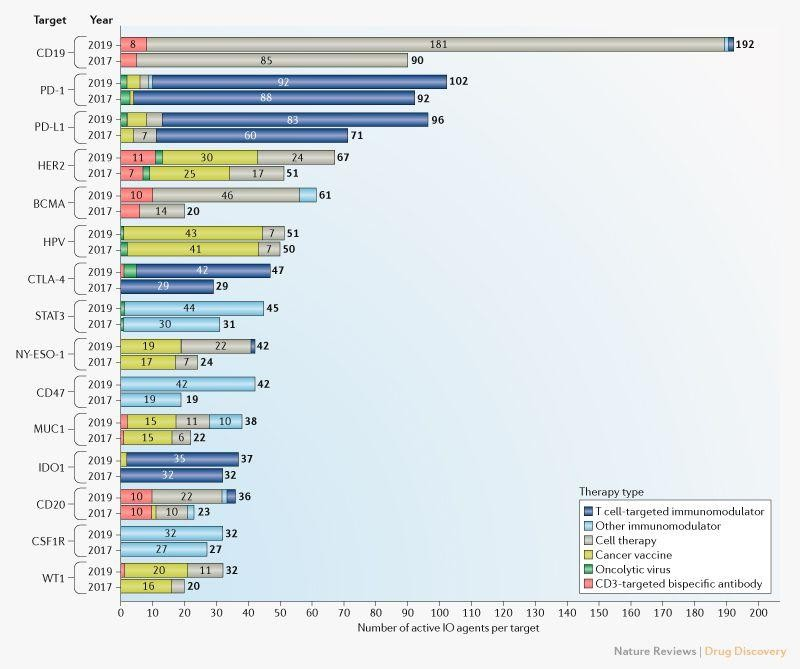 Target Year
CD19
2019 8 181 192
2017 85 90
PD-1
2019 92 102
2017 88 92
PD-L1
2019 83 96
2017 7 60 71
HER2
2019 11 30 24 67
2017 7 25 17 51
BCMA
2019 10 46 61
2017 14 20
HPV
2019 43 7 51
2017 41 7 50
CTLA-4
2019 42 47
2017 29 29
STAT3
2019 44 45
2017 30 31
NY-ESO-1
2019 19 22 42
2017 17 7 24
CD47
2019 42 42
2017 19 19
MUC1
2019 15 11 10 38
2017 15 6 22
IDO1
2019 35 37
2017 32 32
CD20
2019 10 22 36
2017 10 10 23
CSF1R
2019 32 32
2017 27 27
WT1
2019 20 11 32
2017 16 20
Therapy type
T cell-targeted immunomodulator
Other immunomodulator
Cell therapy
Cancer vaccine
Oncolytic virus
CD3-targeted bispecific antibody
0 10 20 30 40 50 60 70 80 90 100 110 120 130 140 150 160 170 180 190 200
Number of active IO agents per target
Nature Reviews | Drug Discovery